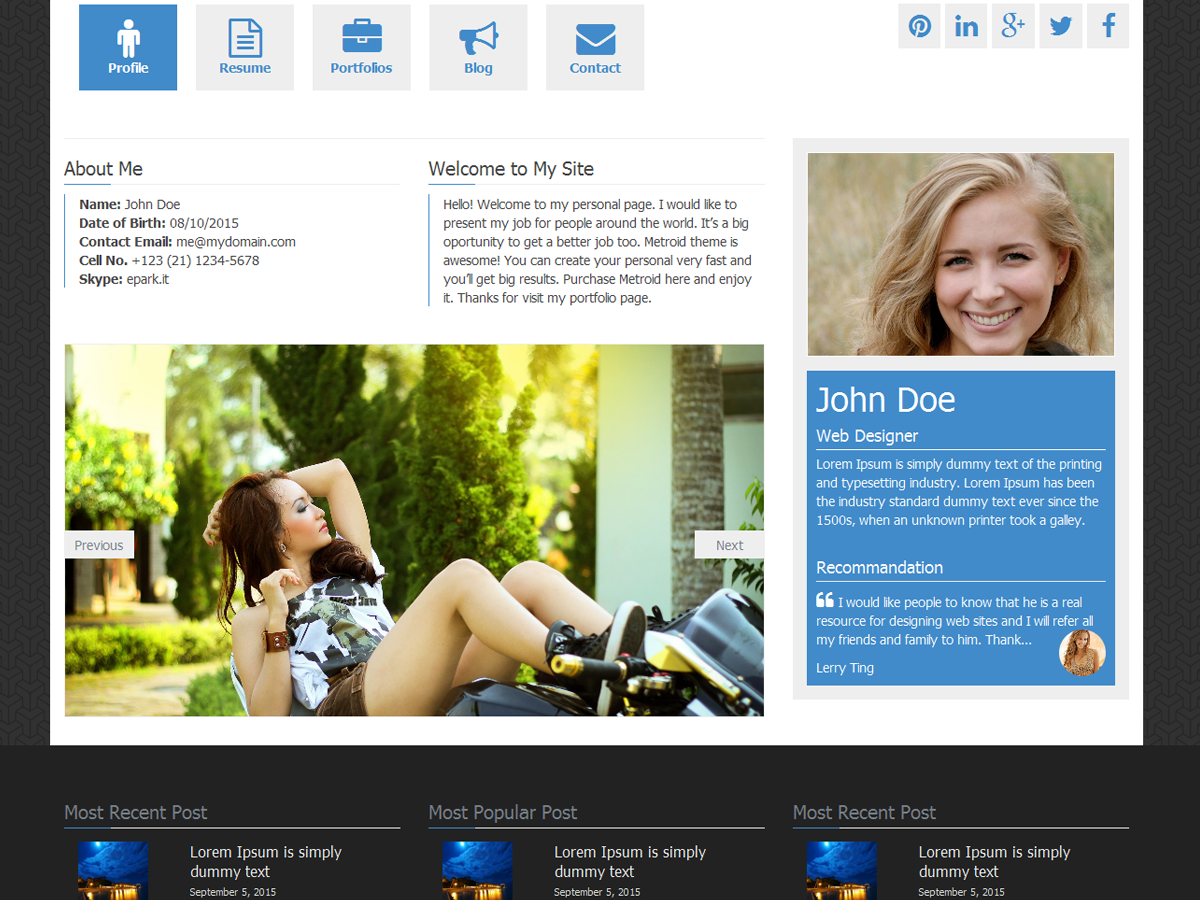 Profile
Resume
Portfolios
Blog
Contact
About Me
Name: John Doe
Date of Birth: 08/10/2015
Contact Email: me@mydomain.com
Cell No. +123 (21) 1234-5678
Skype: epark.it
Welcome to My Site
Hello! Welcome to my personal page. I would like to
present my job for people around the world. It’s a big
oportunity to get a better job too. Metroid theme is
awesome! You can create your personal very fast and
you’ll get big results. Purchase Metroid here and enjoy
it. Thanks for visit my portfolio page.
Previous
Next
John Doe
Web Designer
Lorem Ipsum is simply dummy text of the printing
and typesetting industry. Lorem Ipsum has been
the industry standard dummy text ever since the
1500s, when an unknown printer took a galley.
Recommandation
“ I would like people to know that he is a real
resource for designing web sites and I will refer all
my friends and family to him. Thank...
Lerry Ting
Most Recent Post
Lorem Ipsum is simply
dummy text
September 5, 2015
Most Popular Post
Lorem Ipsum is simply
dummy text
September 5, 2015
Most Recent Post
Lorem Ipsum is simply
dummy text
September 5, 2015